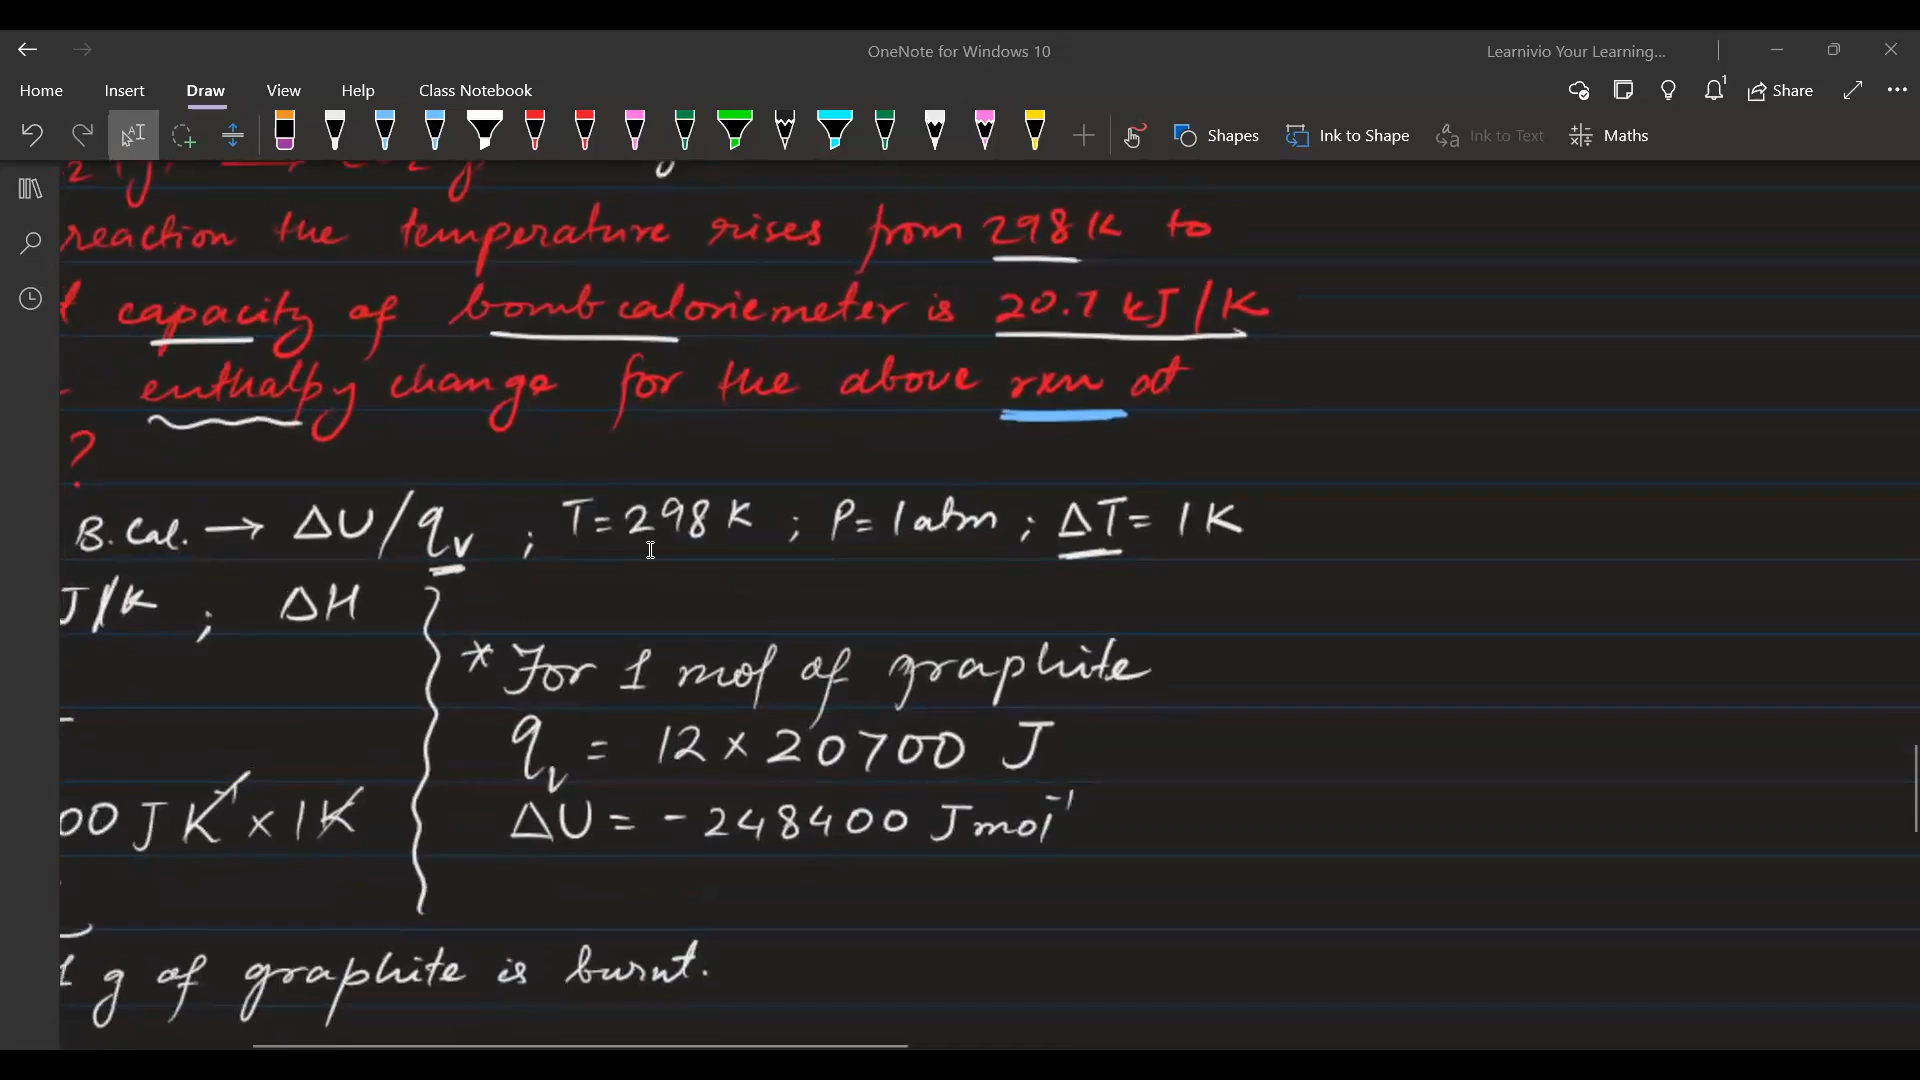 OneNote for Windows 10
Learnivio Your Learning...
Home Insert Draw View Help Class Notebook
1
Share
Shapes
Ink to Shape
Ink to Text
Maths
reaction the temperature rises from 298 K to
capacity of bomb caloriemeter is 20.7 kJ/K
enthalpy change for the above rxn at
?
B. Cal. → ΔU/qv ; T = 298 K ; P = 1 atm ; ΔT = 1 K
J/K ; ΔH
* For 1 mol of graphite
qv = 12 × 20700 J
00 J K⁻¹ × 1K
ΔU = - 248400 J mol⁻¹
1 g of graphite is burnt.